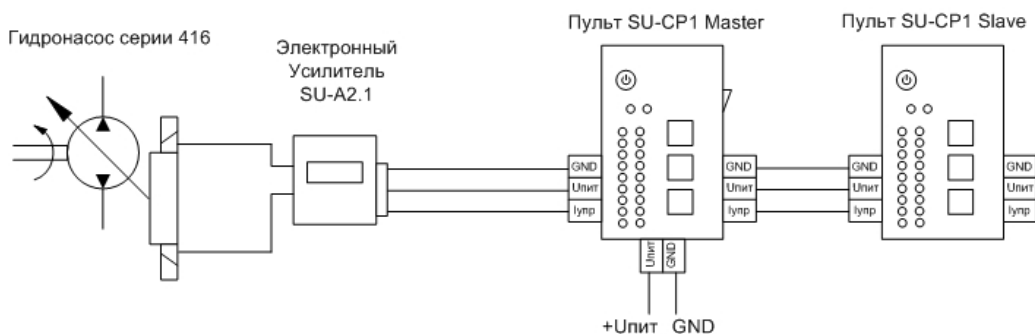 Пульт SU-CP1 Master
Пульт SU-CP1 Slave
Гидронасос серии 416
Электронный
Усилитель
SU-A2.1
GND
Uпит
Iупр
GND
Uпит
Iупр
GND
Uпит
Iупр
GND
Uпит
Iупр
Uпит
GND
+Uпит GND